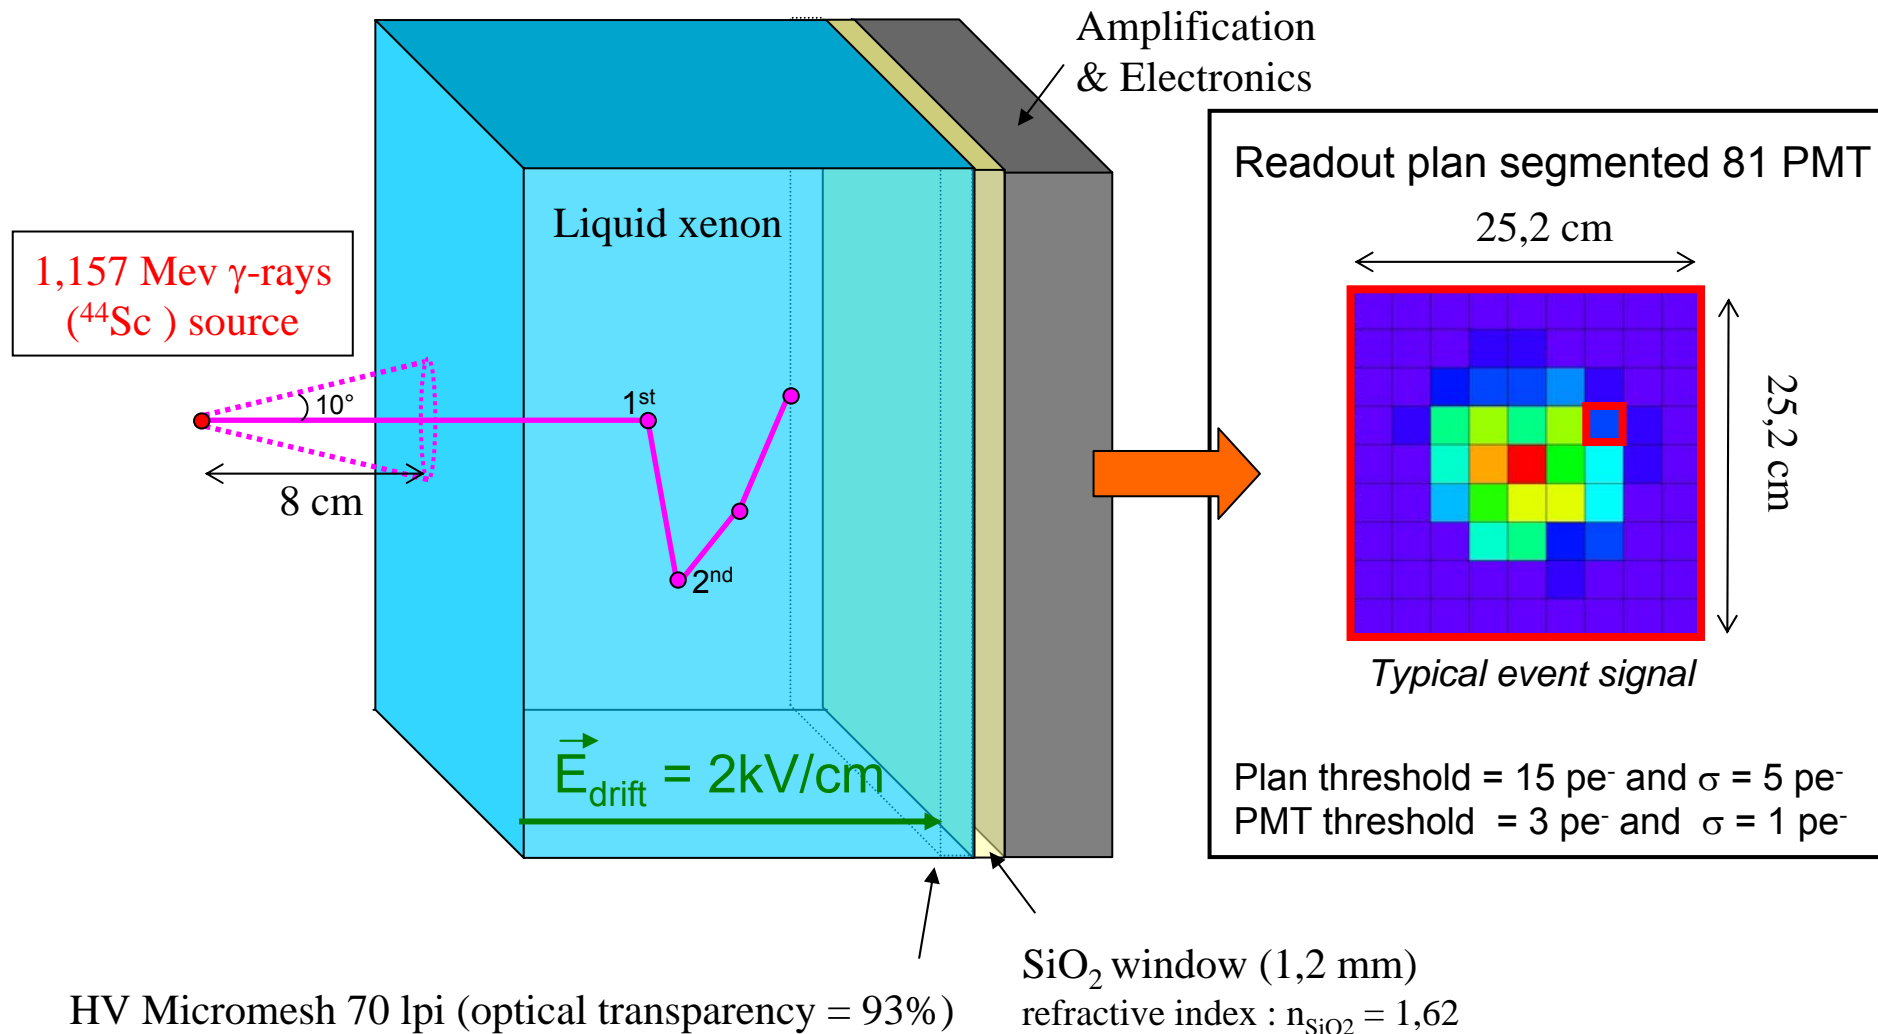 Amplification
& Electronics
Readout plan segmented 81 PMT
25,2 cm
Liquid xenon
1,157 Mev γ-rays
(⁴⁴Sc ) source
10°
1ˢᵗ
8 cm
2ⁿᵈ
25,2 cm
Typical event signal
E_drift = 2kV/cm
Plan threshold = 15 pe⁻ and σ = 5 pe⁻
PMT threshold = 3 pe⁻ and σ = 1 pe⁻
SiO₂ window (1,2 mm)
refractive index : n_SiO2 = 1,62
HV Micromesh 70 lpi (optical transparency = 93%)